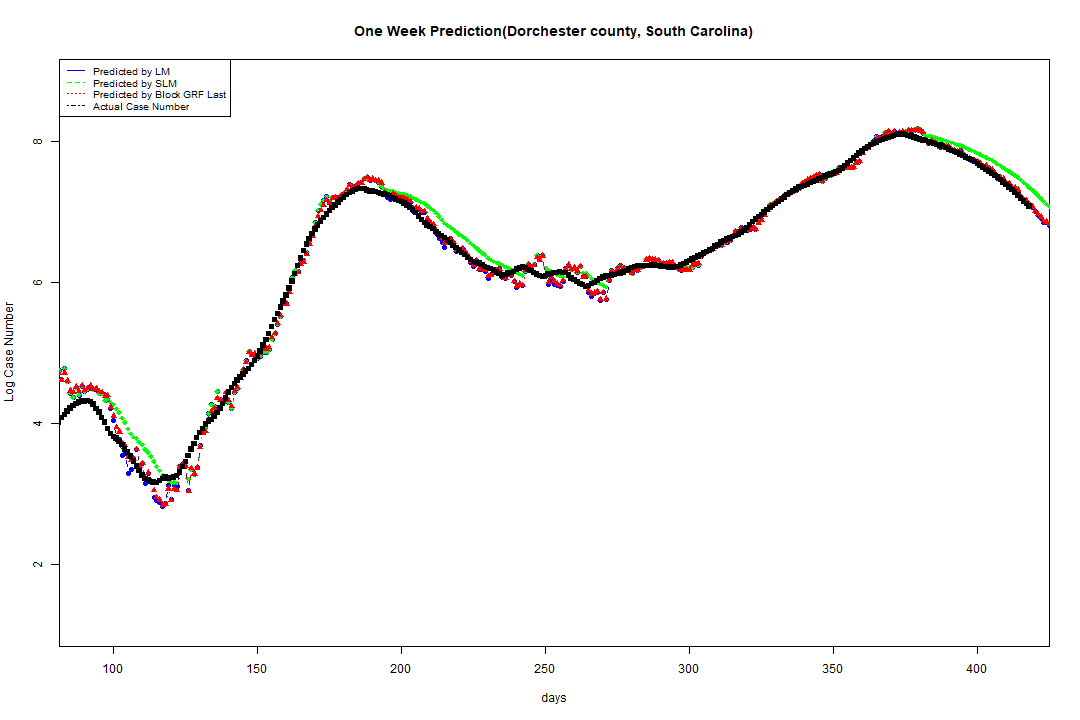 One Week Prediction(Dorchester county, South Carolina)
Predicted by LM
Predicted by SLM
Predicted by Block GRF Last
Actual Case Number
8
6
4
2
Log Case Number
100 150 200 250 300 350 400
days